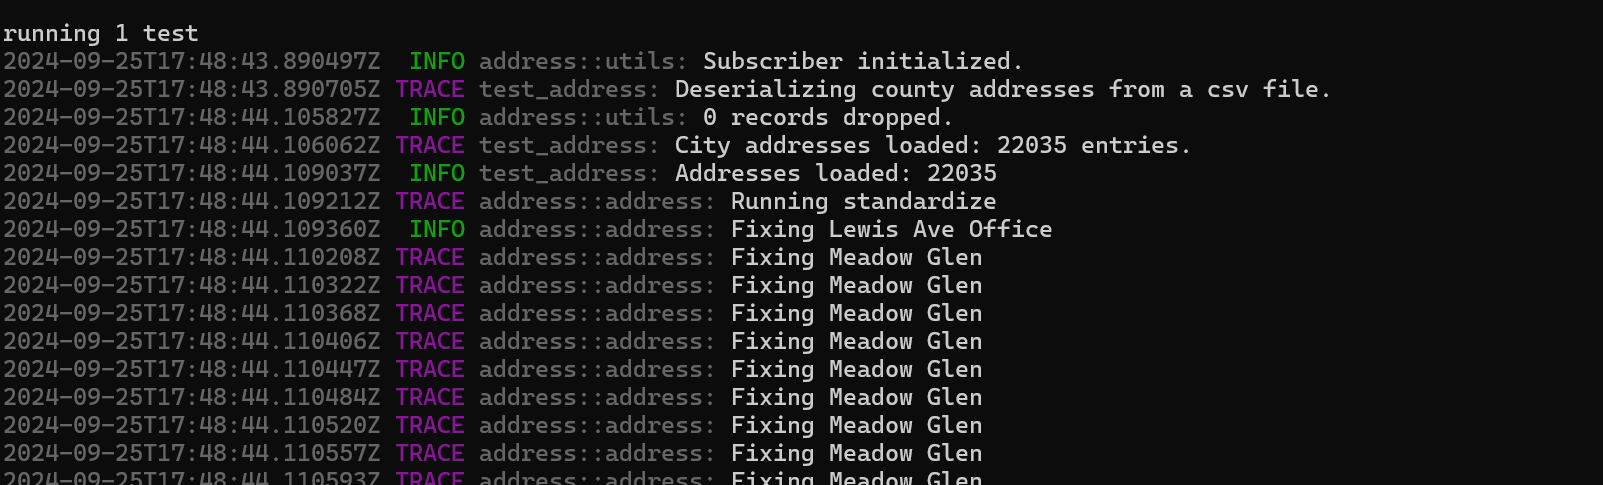 running 1 test
2024-09-25T17:48:43.890497Z  INFO address::utils: Subscriber initialized.
2024-09-25T17:48:43.890705Z TRACE test_address: Deserializing county addresses from a csv file.
2024-09-25T17:48:44.105827Z  INFO address::utils: 0 records dropped.
2024-09-25T17:48:44.106062Z TRACE test_address: City addresses loaded: 22035 entries.
2024-09-25T17:48:44.109037Z  INFO test_address: Addresses loaded: 22035
2024-09-25T17:48:44.109212Z TRACE address::address: Running standardize
2024-09-25T17:48:44.109360Z  INFO address::address: Fixing Lewis Ave Office
2024-09-25T17:48:44.110208Z TRACE address::address: Fixing Meadow Glen
2024-09-25T17:48:44.110322Z TRACE address::address: Fixing Meadow Glen
2024-09-25T17:48:44.110368Z TRACE address::address: Fixing Meadow Glen
2024-09-25T17:48:44.110406Z TRACE address::address: Fixing Meadow Glen
2024-09-25T17:48:44.110447Z TRACE address::address: Fixing Meadow Glen
2024-09-25T17:48:44.110484Z TRACE address::address: Fixing Meadow Glen
2024-09-25T17:48:44.110520Z TRACE address::address: Fixing Meadow Glen
2024-09-25T17:48:44.110557Z TRACE address::address: Fixing Meadow Glen
2024-09-25T17:48:44.110593Z TRACE address::address: Fixing Meadow Glen